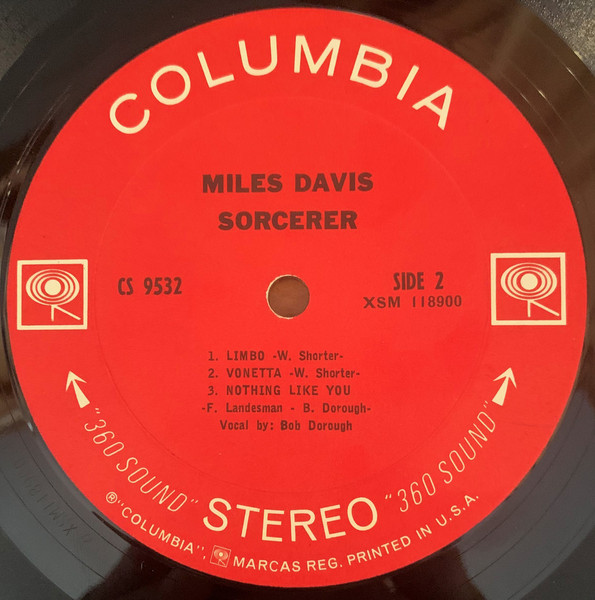 COLUMBIA
MILES DAVIS
SORCERER
CS 9532
SIDE 2
XSM 118900
1. LIMBO -W. Shorter-
2. VONETTA -W. Shorter-
3. NOTHING LIKE YOU
-F. Landesman - B. Dorough-
Vocal by: Bob Dorough
"360 SOUND" STEREO "360 SOUND"
®"COLUMBIA", MARCAS REG. PRINTED IN U.S.A.